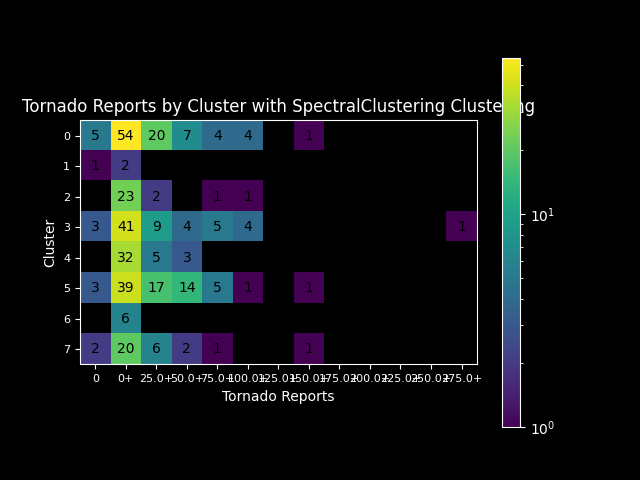 Tornado Reports by Cluster with SpectralClustering Clustering
0 5 54 20 7 4 4 1
1 1 2
2 23 2 1 1
3 3 41 9 4 5 4 1
4 32 5 3
5 3 39 17 14 5 1 1
6 6
7 2 20 6 2 1 1
0 0+ 25.0+ 50.0+ 75.0+ 100.0+ 125.0+ 150.0+ 175.0+ 200.0+ 225.0+ 250.0+ 275.0+
Tornado Reports
Cluster
10¹
10⁰